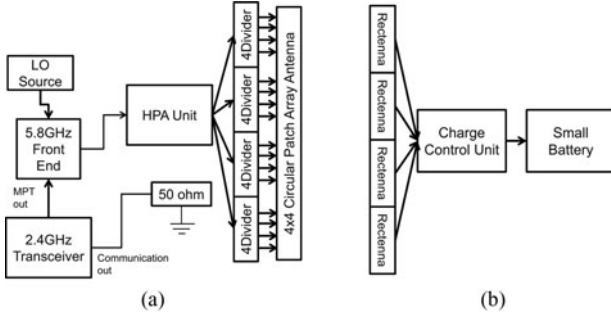 LO
Source
5.8GHz
Front
End
MPT
out
2.4GHz
Transceiver
Communication
out
HPA Unit
50 ohm
4Divider
4Divider
4Divider
4Divider
4x4 Circular Patch Array Antenna
(a)
Rectenna
Rectenna
Rectenna
Rectenna
Charge
Control Unit
Small
Battery
(b)